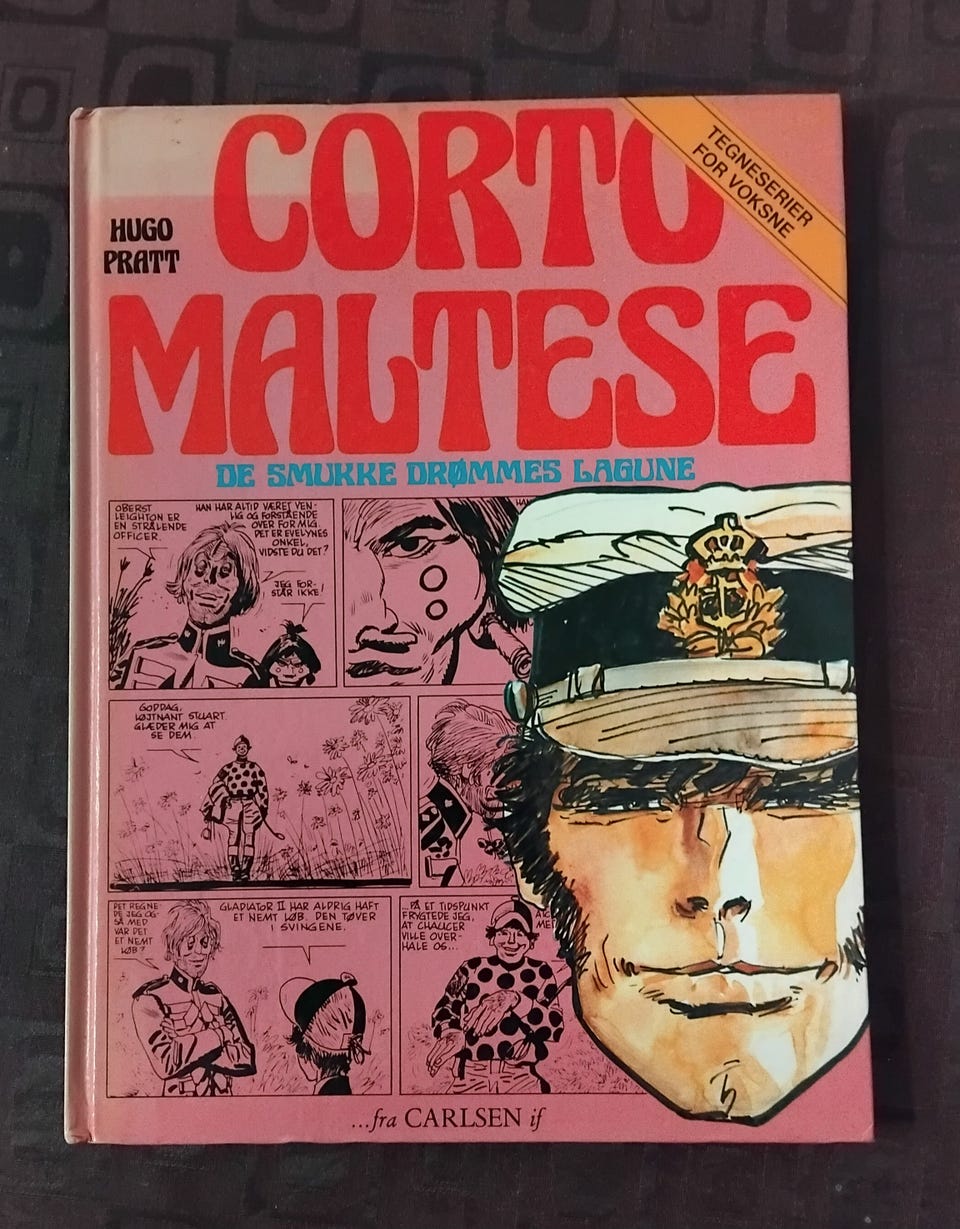 CORTO
TEGNESERIER
FOR VOKSNE
HUGO
PRATT
MALTESE
DE SMUKKE DRØMMES LAGUNE
OBERST
LEIGHTON ER
EN STRÅLENDE
OFFICER.
HAN HAR ALTID VÆRET VEN-
LIG OG FORSTÅENDE
OVER FOR MIG.
DET ER EVELYNES
ONKEL,
VIDSTE DU DET?
JEG FOR-
STÅR IKKE!
GODDAG,
LØJTNANT STUART.
GLÆDER MIG AT
SE DEM.
DET REGNE-
DE JEG OG-
SÅ MED
VAR DET
ET NEMT
LØB?
GLADIATOR II HAR ALDRIG HAFT
ET NEMT LØB. DEN TØVER
I SVINGENE.
PÅ ET TIDSPUNKT
FRYGTEDE JEG,
AT CHAUCER
VILLE OVER-
HALE OS...
...fra CARLSEN if